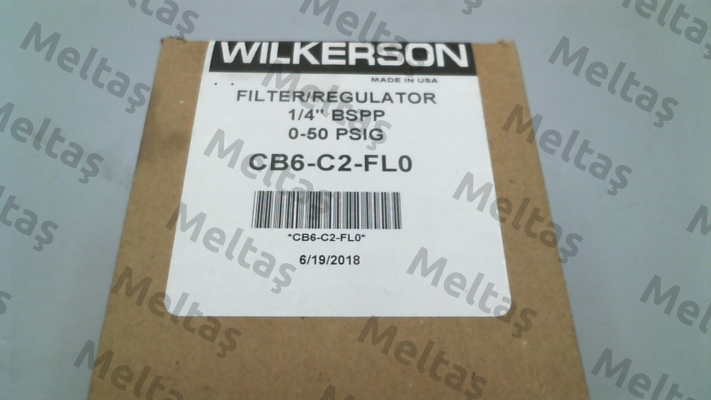 WILKERSON
MADE IN USA
FILTER/REGULATOR
1/4" BSPP
0-50 PSIG
CB6-C2-FL0
"CB6-C2-FL0"
6/19/2018
Meltaş